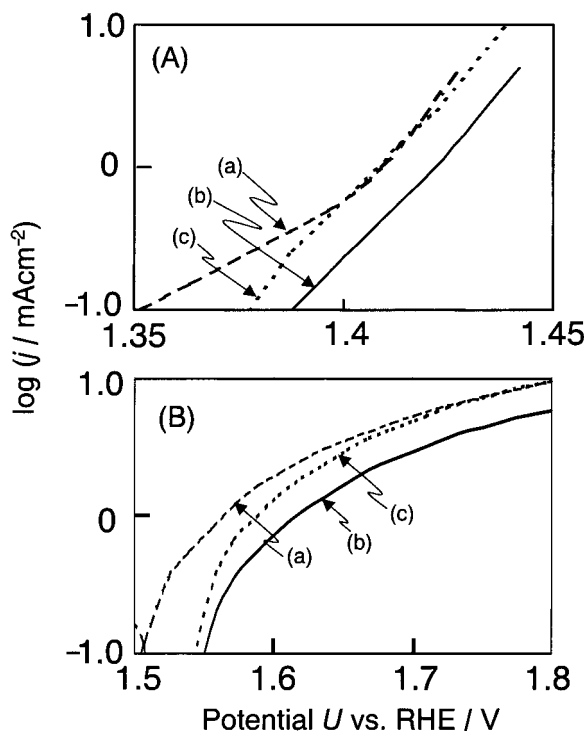 1.0
(A)
(a)
0
(b)
(c)
−1.0
1.35
1.4
1.45
log (j / mAcm⁻²)
1.0
(B)
0
(a)
(b)
(c)
−1.0
1.5
1.6
1.7
1.8
Potential U vs. RHE / V